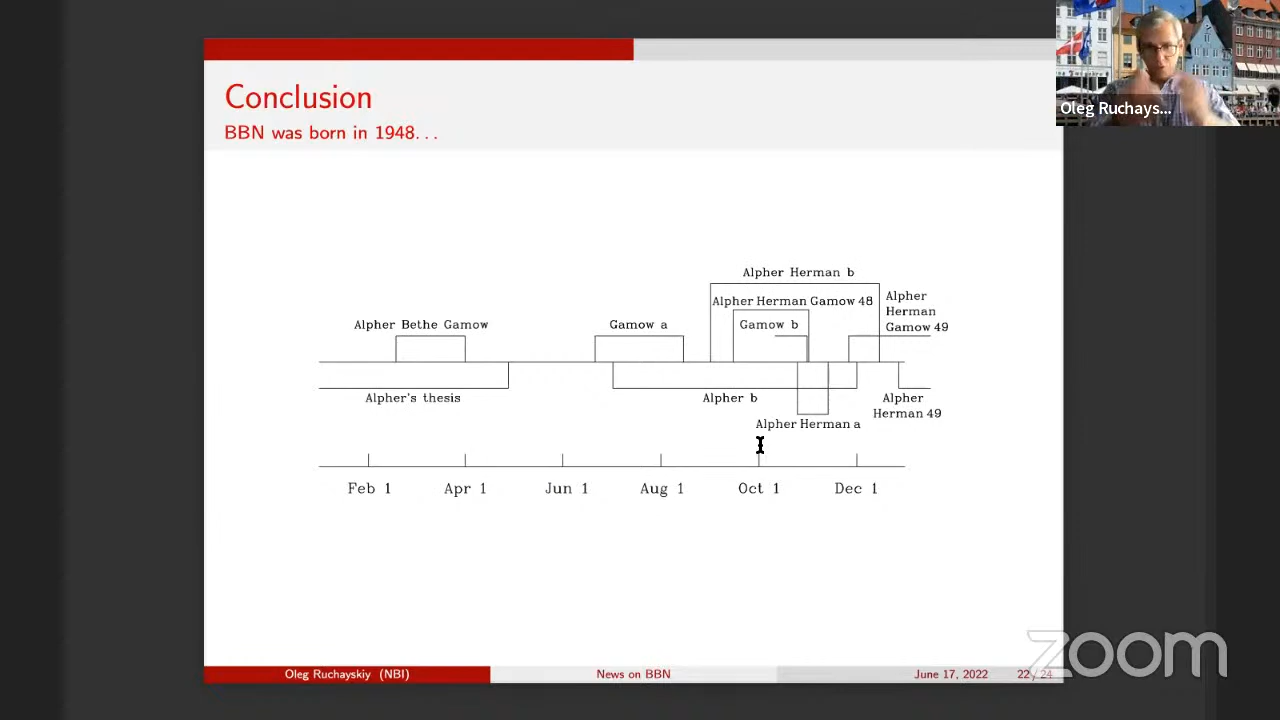 Conclusion
BBN was born in 1948...
Oleg Ruchays...
Alpher Herman b
Alpher Herman Gamow 48
Alpher
Herman
Gamow 49
Alpher Bethe Gamow
Gamow a
Gamow b
Alpher's thesis
Alpher b
Alpher
Herman 49
Alpher Herman a
Feb 1
Apr 1
Jun 1
Aug 1
Oct 1
Dec 1
Oleg Ruchayskiy (NBI)
News on BBN
June 17, 2022
22 / 24
zoom